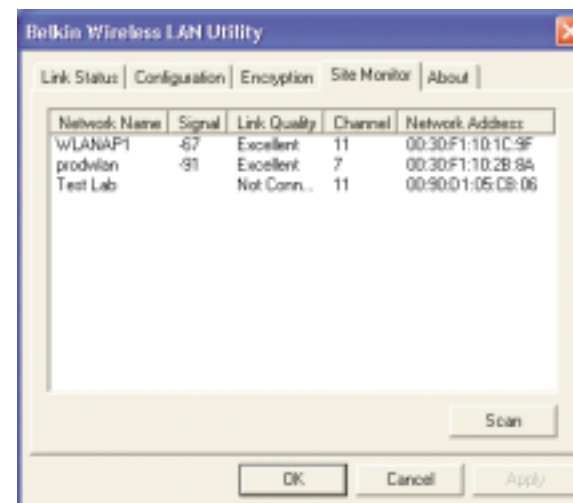 Belkin Wireless LAN Utility
Link Status Configuration Encryption Site Monitor About
Network Name Signal Link Quality Channel Network Address
WLANAP1 -67 Excellent 11 00:30:F1:10:1C:9F
prodwlan -91 Excellent 7 00:30:F1:10:2B:8A
Test Lab Not Conn... 11 00:90:D1:05:CB:06
Scan
OK Cancel Apply